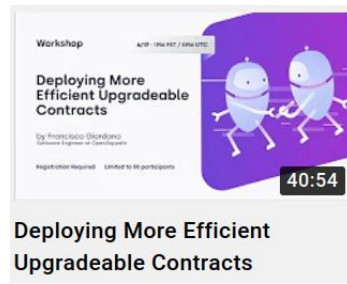 Workshop
4/17 - 1PM PST / 8PM UTC
Deploying More
Efficient Upgradeable
Contracts
by Francisco Giordano
Software Engineer at OpenZeppelin
Registration Required Limited to 50 participants
40:54
Deploying More Efficient
Upgradeable Contracts